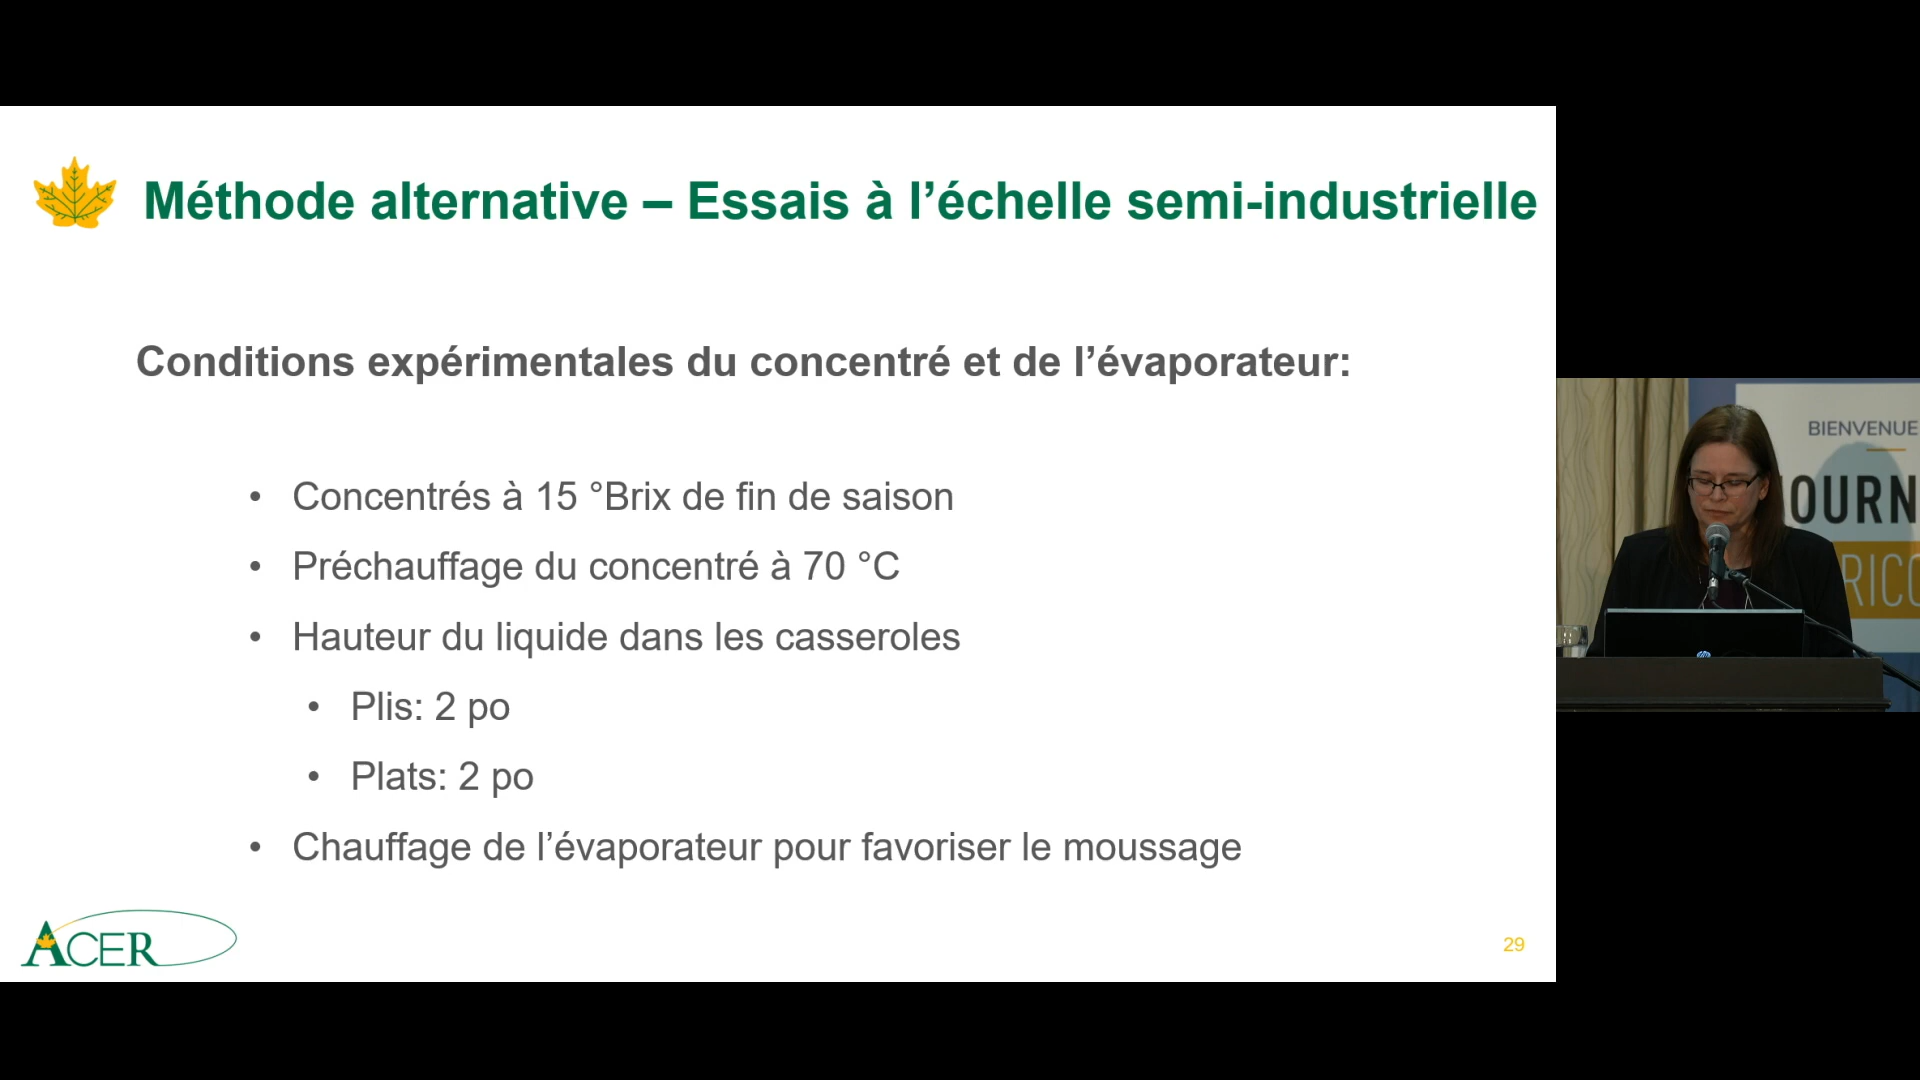 Méthode alternative – Essais à l’échelle semi-industrielle
Conditions expérimentales du concentré et de l’évaporateur:
• Concentrés à 15 °Brix de fin de saison
• Préchauffage du concentré à 70 °C
• Hauteur du liquide dans les casseroles
• Plis: 2 po
• Plats: 2 po
• Chauffage de l’évaporateur pour favoriser le moussage
ACER
29
BIENVENUE
OURN
RICO